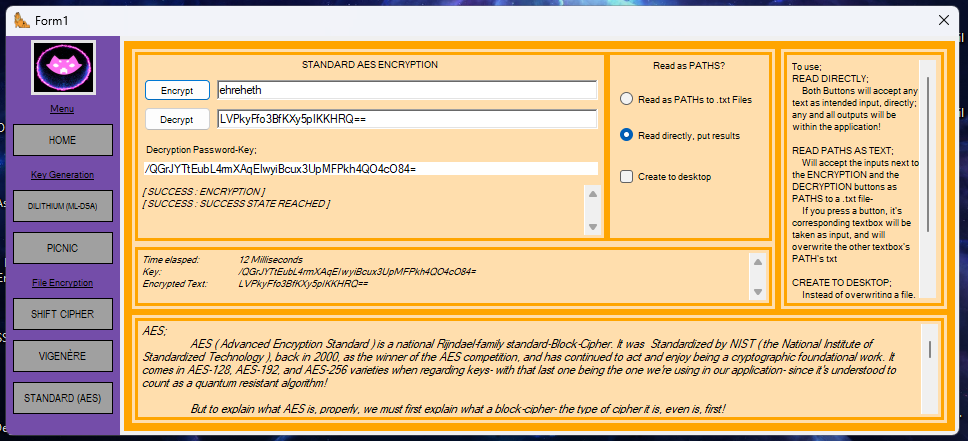 Form1
Menu
HOME
Key Generation
DILITHIUM (ML-DSA)
PICNIC
File Encryption
SHIFT CIPHER
VIGENÈRE
STANDARD (AES)
STANDARD AES ENCRYPTION
Encrypt
ehreheth
Decrypt
LVPkyFfo3BfKXy5pIKKHRQ==
Decryption Password-Key;
/QGrJYTtEubL4rmXAqEIwyiBcux3UpMFPkh4QO4cO84=
[ SUCCESS : ENCRYPTION ]
[ SUCCESS : SUCCESS STATE REACHED ]
Read as PATHS?
Read as PATHs to .txt Files
Read directly, put results
Create to desktop
Time elasped: 12 Milliseconds
Key: /QGrJYTtEubL4rmXAqEIwyiBcux3UpMFPkh4QO4cO84=
Encrypted Text: LVPkyFfo3BfKXy5pIKKHRQ==
To use;
READ DIRECTLY;
Both Buttons will accept any
text as intended input, directly;
any and all outputs will be
within the application!
READ PATHS AS TEXT;
Will accept the inputs next to
the ENCRYPTION and the
DECRYPTION buttons as
PATHS to a .txt file-
If you press a button, it's
corresponding textbox will be
taken as input, and will
overwrite the other textbox's
PATH's txt
CREATE TO DESKTOP;
Instead of overwriting a file,
AES;
AES ( Advanced Encryption Standard ) is a national Rijndael-family standard-Block-Cipher. It was Standardized by NIST ( the National Institute of
Standardized Technology ), back in 2000, as the winner of the AES competition, and has continued to act and enjoy being a cryptographic foundational work. It
comes in AES-128, AES-192, and AES-256 varieties when regarding keys- with that last one being the one we're using in our application- since it's understood to
count as a quantum resistant algorithm!
But to explain what AES is, properly, we must first explain what a block-cipher- the type of cipher it is, even is, first!